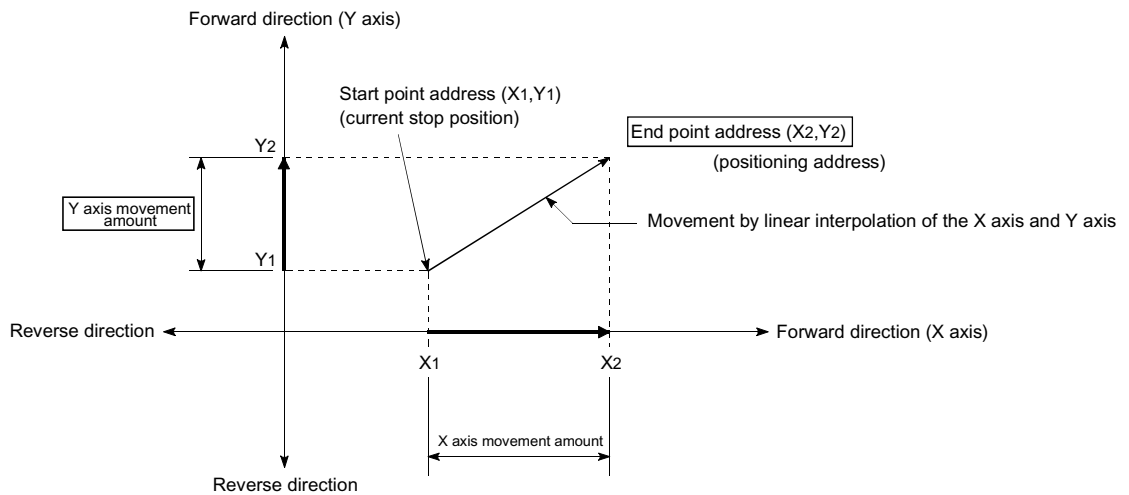 Forward direction (Y axis)
Start point address (X1,Y1)
(current stop position)
End point address (X2,Y2)
(positioning address)
Y2
Y axis movement
amount
Movement by linear interpolation of the X axis and Y axis
Y1
Reverse direction
Forward direction (X axis)
X1
X2
X axis movement amount
Reverse direction